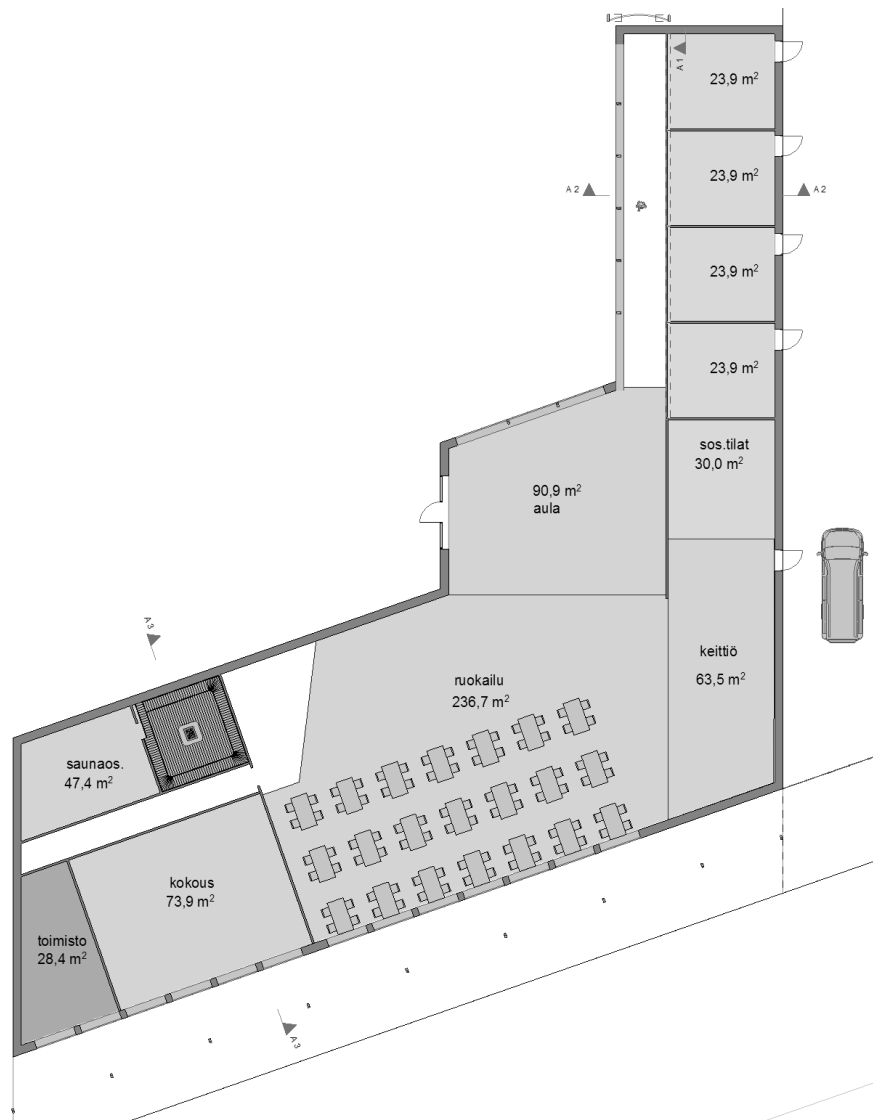 A 1
23,9 m²
23,9 m²
A 2
A 2
23,9 m²
23,9 m²
sos.tilat
30,0 m²
90,9 m²
aula
A 3
keittiö
63,5 m²
ruokailu
236,7 m²
saunaos.
47,4 m²
kokous
73,9 m²
toimisto
28,4 m²
A 3